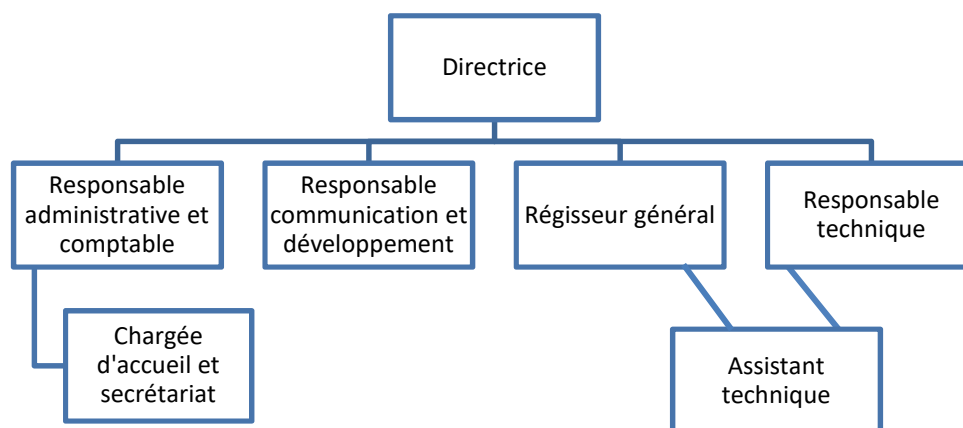 Directrice
Responsable
administrative et
comptable
Responsable
communication et
développement
Régisseur général
Responsable
technique
Chargée
d'accueil et
secrétariat
Assistant
technique